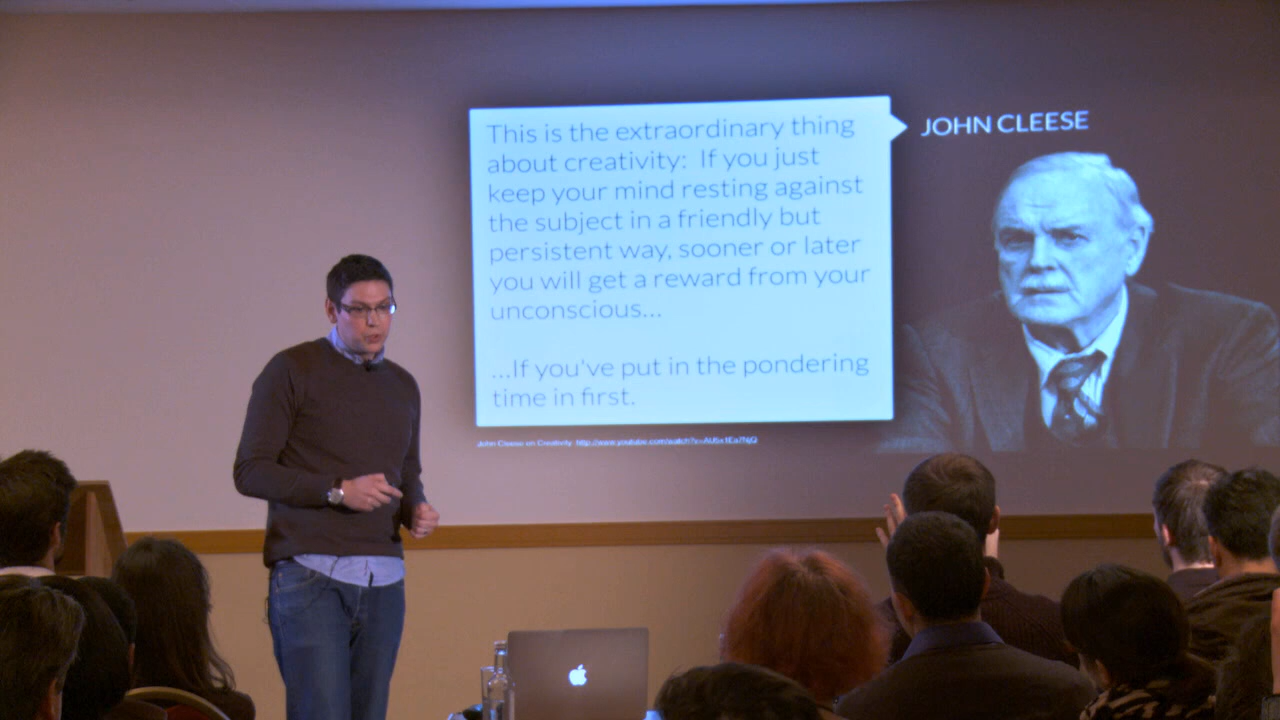 This is the extraordinary thing
about creativity: If you just
keep your mind resting against
the subject in a friendly but
persistent way, sooner or later
you will get a reward from your
unconscious...
...If you've put in the pondering
time in first.
JOHN CLEESE
John Cleese on Creativity